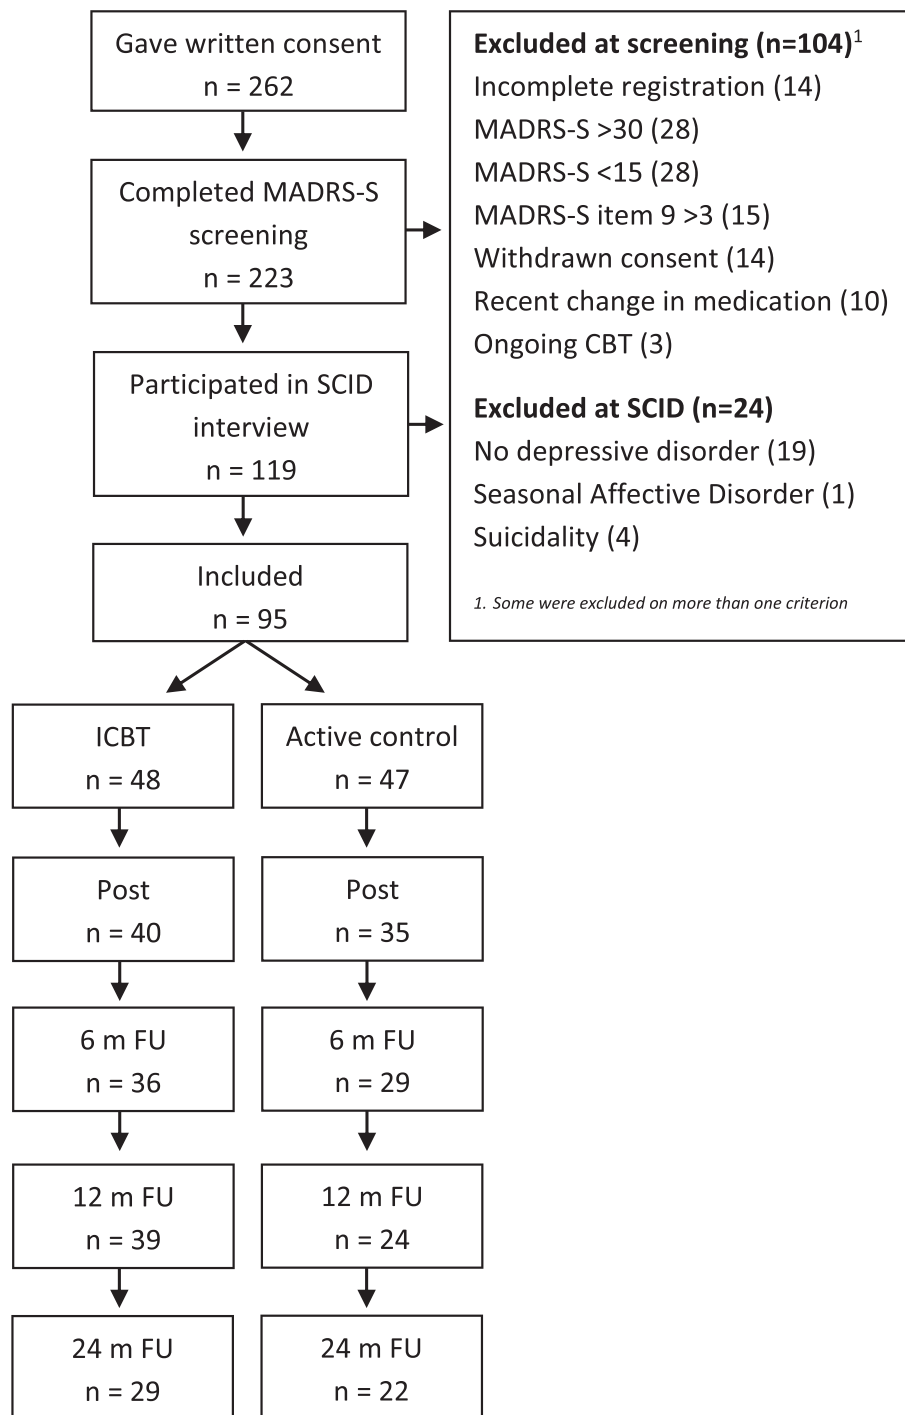 Gave written consent
n = 262
Completed MADRS-S
screening
n = 223
Participated in SCID
interview
n = 119
Included
n = 95
Excluded at screening (n=104)1
Incomplete registration (14)
MADRS-S >30 (28)
MADRS-S <15 (28)
MADRS-S item 9 >3 (15)
Withdrawn consent (14)
Recent change in medication (10)
Ongoing CBT (3)
Excluded at SCID (n=24)
No depressive disorder (19)
Seasonal Affective Disorder (1)
Suicidality (4)
1. Some were excluded on more than one criterion
ICBT
n = 48
Active control
n = 47
Post
n = 40
Post
n = 35
6 m FU
n = 36
6 m FU
n = 29
12 m FU
n = 39
12 m FU
n = 24
24 m FU
n = 29
24 m FU
n = 22